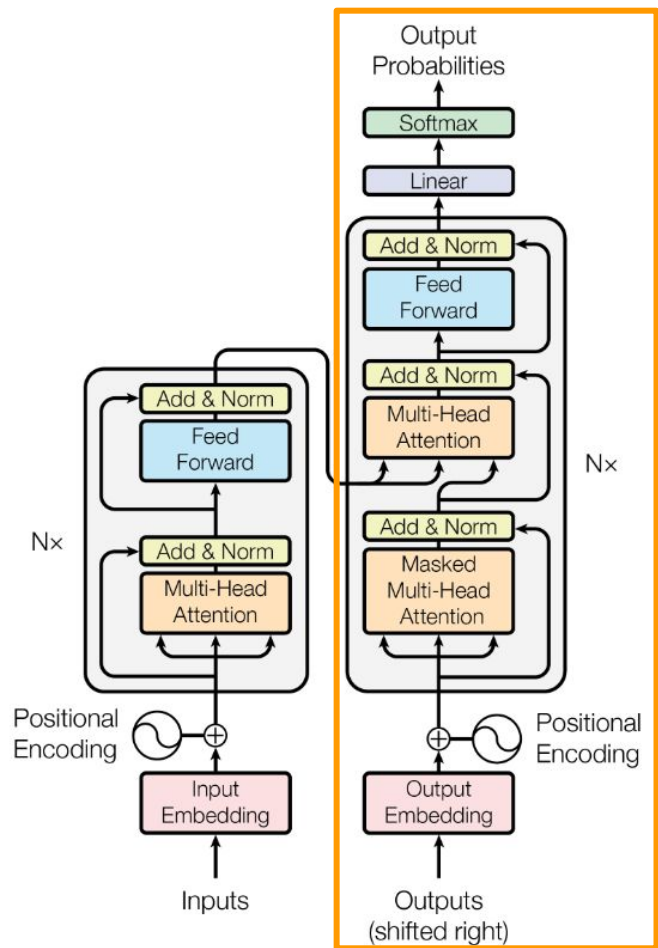 Output
Probabilities
Softmax
Linear
Add & Norm
Feed
Forward
Add & Norm
Multi-Head
Attention
N×
Add & Norm
Masked
Multi-Head
Attention
Positional
Encoding
Output
Embedding
Outputs
(shifted right)
Add & Norm
Feed
Forward
N×
Add & Norm
Multi-Head
Attention
Positional
Encoding
Input
Embedding
Inputs